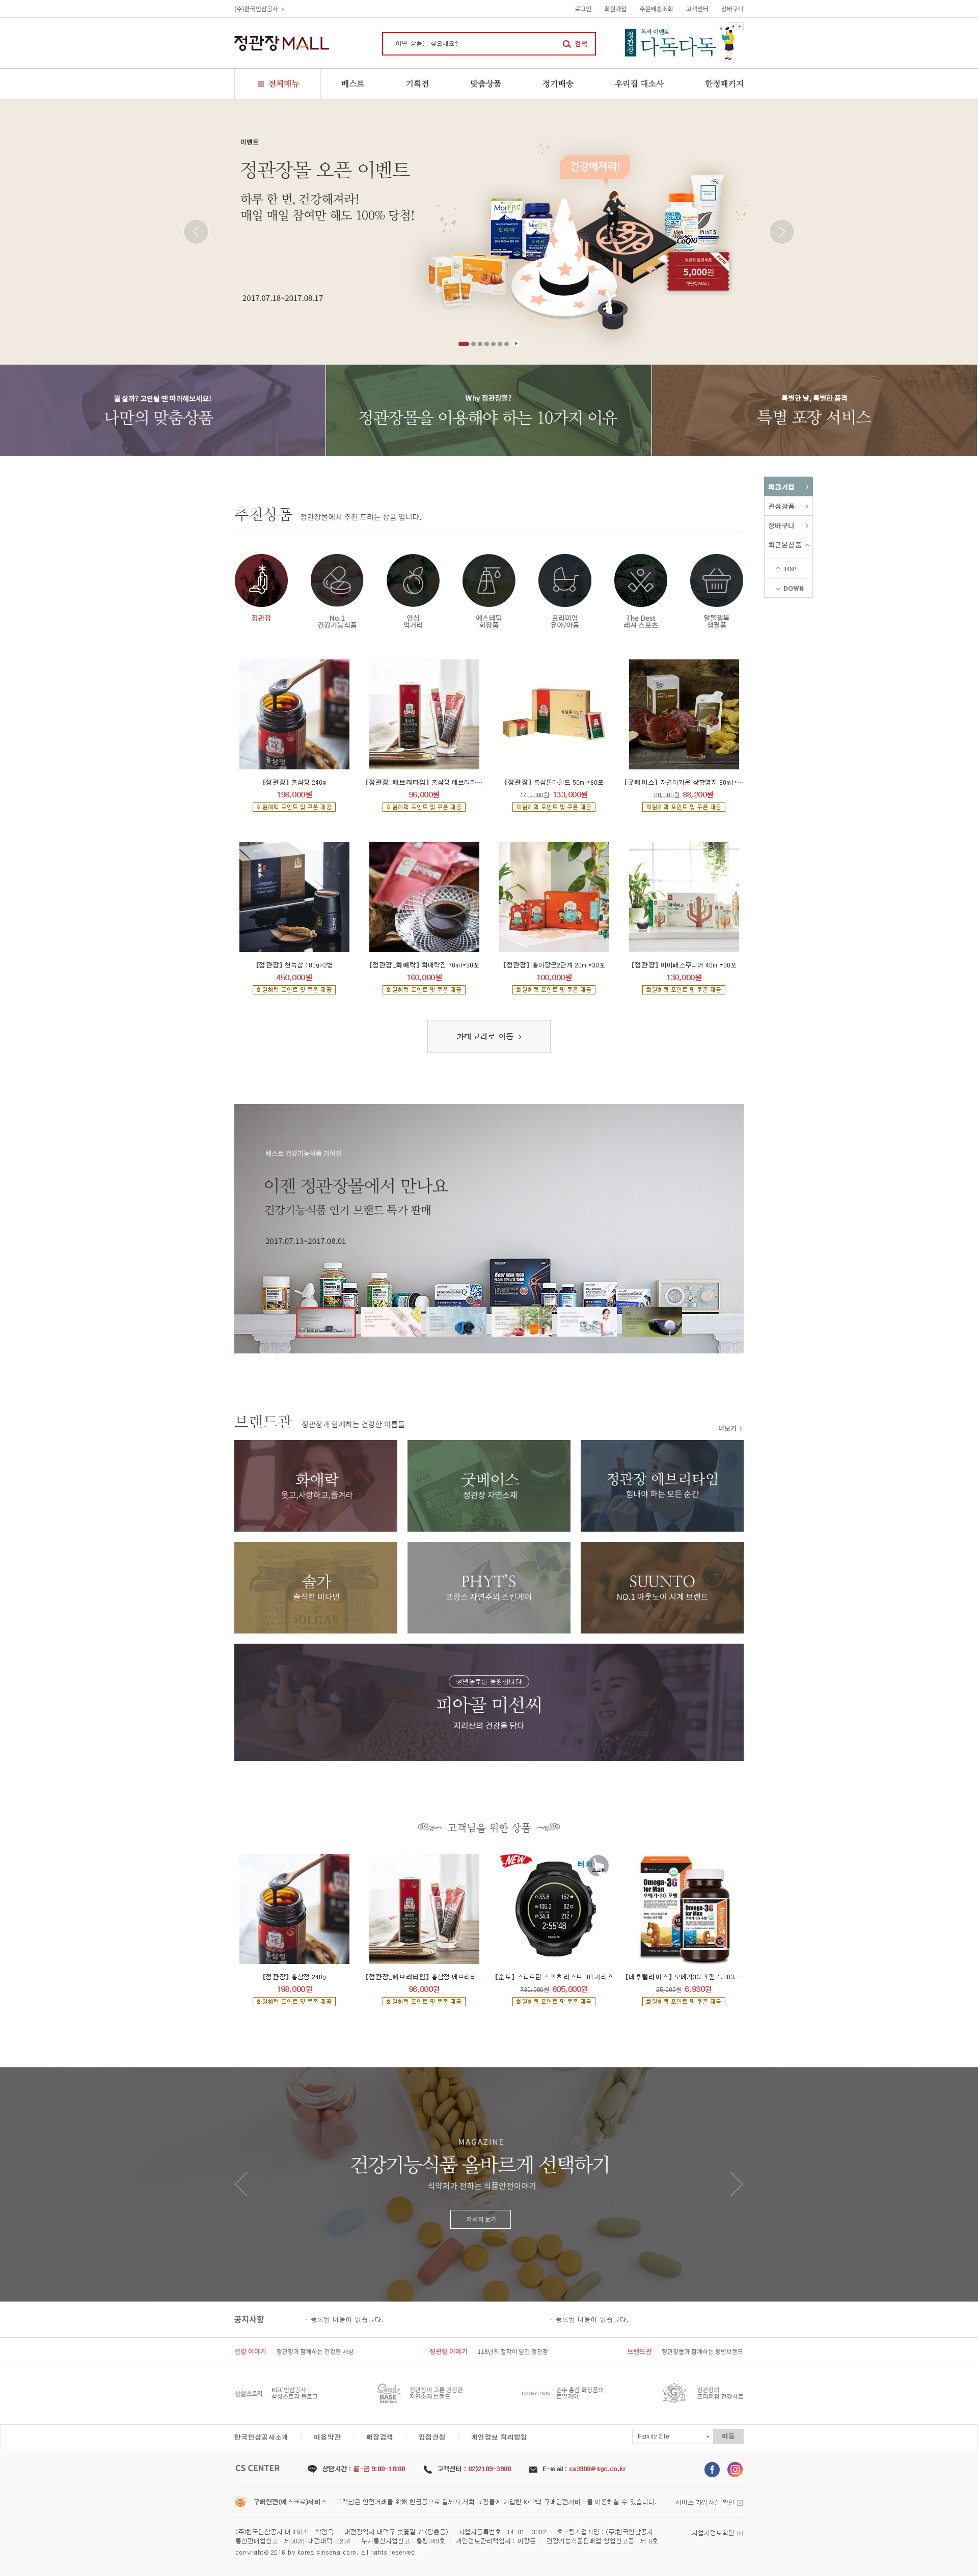 (주)한국인삼공사
로그인 회원가입 주문배송조회 고객센터 장바구니
정관장MALL
어떤 상품을 찾으세요?
검색
정관장
독서 이벤트
다독다독
전체메뉴 베스트 기획전 맞춤상품 정기배송 우리집 대소사 한정패키지
이벤트
정관장몰 오픈 이벤트
하루 한 번, 건강해져라!
매일 매일 참여만 해도 100% 당첨!
2017.07.18~2017.08.17
건강해져라!
5,000원
정관장MALL
뭘 살까? 고민될 땐 따라해보세요!
나만의 맞춤상품
Why 정관장몰?
정관장몰을 이용해야 하는 10가지 이유
특별한 날, 특별한 품격
특별 포장 서비스
회원가입
관심상품
장바구니
최근본상품
TOP
DOWN
추천상품 정관장몰에서 추천 드리는 상품 입니다.
정관장
No.1
건강기능식품
안심
먹거리
에스테틱
화장품
프리미엄
유아/아동
The Best
레져 스포츠
알뜰행복
생필품
[정관장] 홍삼정 240g
198,000원
회원혜택 포인트 및 쿠폰 제공
[정관장_에브리타임] 홍삼정 에브리타...
96,000원
회원혜택 포인트 및 쿠폰 제공
[정관장] 홍삼톤마일드 50ml*60포
140,000원 133,000원
회원혜택 포인트 및 쿠폰 제공
[굿베이스] 자연이키운 상황영지 80ml*...
98,000원 88,200원
회원혜택 포인트 및 쿠폰 제공
[정관장] 천녹삼 180g×2병
450,000원
회원혜택 포인트 및 쿠폰 제공
[정관장_화애락] 화애락진 70ml*30포
160,000원
회원혜택 포인트 및 쿠폰 제공
[정관장] 홍이장군2단계 20ml*30포
100,000원
회원혜택 포인트 및 쿠폰 제공
[정관장] 아이패스주니어 40ml*30포
130,000원
회원혜택 포인트 및 쿠폰 제공
카테고리로 이동
베스트 건강기능식품 기획전
이젠 정관장몰에서 만나요
건강기능식품 인기 브랜드 특가 판매
2017.07.13~2017.08.01
브랜드관 정관장과 함께하는 건강한 이름들
더보기
화애락
웃고,사랑하고,즐겨라
굿베이스
정관장 자연소재
정관장 에브리타임
힘내야 하는 모든 순간
솔가
솔직한 비타민
PHYT'S
프랑스 자연주의 스킨케어
SUUNTO
NO.1 아웃도어 시계 브랜드
청년농부를 응원합니다
피아골 미선씨
지리산의 건강을 담다
고객님을 위한 상품
NEW
터치
Omega-3G
for Man
[정관장] 홍삼정 240g
198,000원
회원혜택 포인트 및 쿠폰 제공
[정관장_에브리타임] 홍삼정 에브리타...
96,000원
회원혜택 포인트 및 쿠폰 제공
[순토] 스파르탄 스포츠 리스트 HR 시리즈
730,000원 605,000원
회원혜택 포인트 및 쿠폰 제공
[네추럴라이즈] 오메가3G 포맨 1,003...
25,000원 6,930원
회원혜택 포인트 및 쿠폰 제공
MAGAZINE
건강기능식품 올바르게 선택하기
식약처가 전하는 식품안전이야기
자세히 보기
공지사항
· 등록된 내용이 없습니다.
· 등록된 내용이 없습니다.
건강 이야기 정관장과 함께하는 건강한 세상
정관장 이야기 118년의 철학이 담긴 정관장
브랜드관 정관장몰과 함께하는 동반브랜드
심삶스토리
KGC인삼공사
심삶스토리 블로그
Good
BASE
정관장의 고른 건강한
자연소재 브랜드
DONGINBI
순수 홍삼 화장품의
로얄케어
정관장의
프리미엄 건강사료
한국인삼공사소개 이용약관 매장검색 입점신청 개인정보 처리방침
Family Site
이동
CS CENTER
상담시간 : 월~금 9:00-18:00
고객센터 : 02)2189-3900
E-mail : cs3900@kgc.co.kr
구매안전(에스크로)서비스 고객님은 안전거래를 위해 현금등으로 결제시 저희 쇼핑몰에 가입한 KCP의 구매안전서비스를 이용하실 수 있습니다.
서비스 가입사실 확인
(주)한국인삼공사 대표이사 : 박정욱 대전광역시 대덕구 벚꽃길 71(평촌동) 사업자등록번호 314-81-23992 호스팅사업자명 : (주)한국인삼공사
통신판매업신고 : 제3020-대전대덕-0234 부가통신사업신고 : 충청349호 개인정보관리책임자 : 이강돈 건강기능식품판매업 영업신고증 : 제 8호
사업자정보확인
copyright@2016 by korea ginseng corp. all rights reserved.